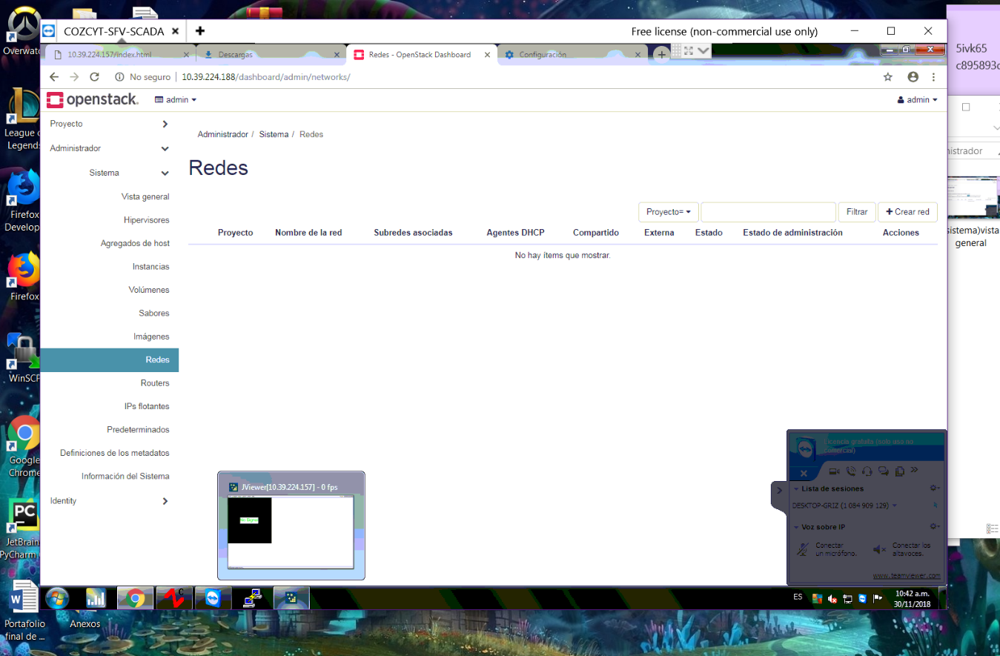 Overwatc
League o
Legends
Firefox
Develop
Firefox
WinSCP
Google
Chrome
PC
JetBrain
PyCharm
W
Portafolio
final de ...
Anexos
COZCYT-SFV-SCADA
Free license (non-commercial use only)
10.39.224.157/index.html
Descargas
Redes - OpenStack Dashboard
Configuración
No seguro
10.39.224.188/dashboard/admin/networks/
openstack.
admin
admin
Proyecto
Administrador
Sistema
Vista general
Hipervisores
Agregados de host
Instancias
Volúmenes
Sabores
Imágenes
Redes
Routers
IPs flotantes
Predeterminados
Definiciones de los metadatos
Información del Sistema
Identity
Administrador / Sistema / Redes
Redes
Proyecto=
Filtrar
+ Crear red
Proyecto Nombre de la red Subredes asociadas Agentes DHCP Compartido Externa Estado Estado de administración Acciones
No hay ítems que mostrar.
JViewer[10.39.224.157] - 0 fps
No Signal
Licencia gratuita (solo uso no
comercial)
Lista de sesiones
DESKTOP-GRIZ (1 084 909 129)
Voz sobre IP
Conectar
un micrófono.
Conectar los
altavoces.
www.teamviewer.com
ES
10:42 a.m.
30/11/2018
5ivk65
c895893c
nistrador
sistema)vista
general